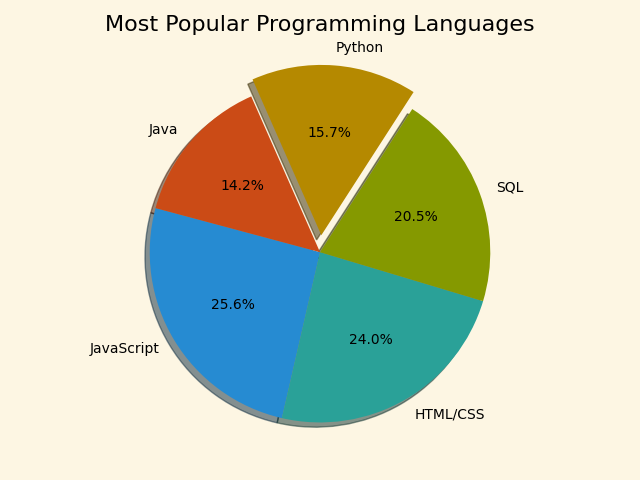 Most Popular Programming Languages
Python
Java
15.7%
14.2%
SQL
20.5%
25.6%
24.0%
JavaScript
HTML/CSS